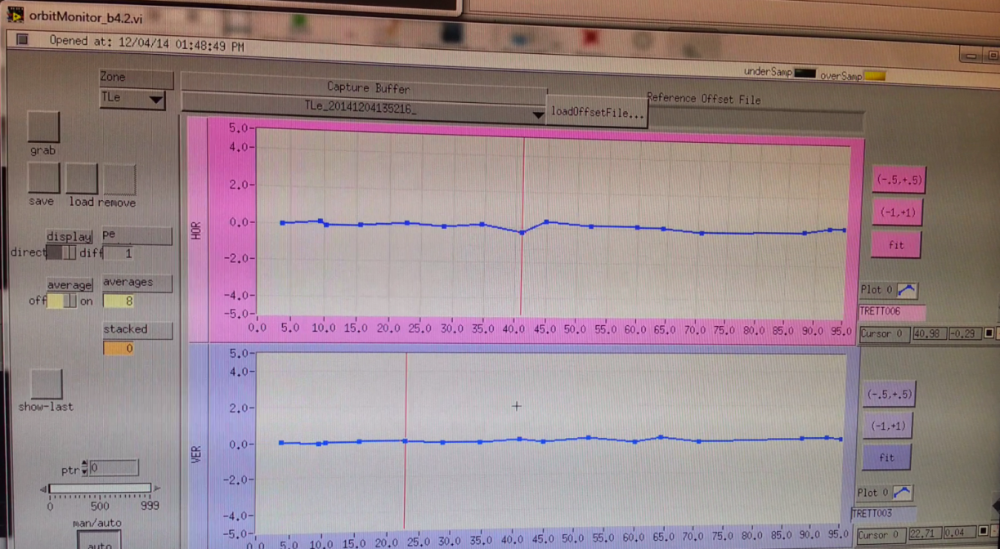 orbitMonitor_b4.2.vi
Opened at: 12/04/14 01:48:49 PM
underSamp overSamp
Zone
TLe
Capture Buffer
TLe_20141204135216_
loadOffsetFile...
Reference Offset File
grab
save load remove
display pe
direct diff 1
average averages
off on 8
stacked
0
show-last
ptr 0
0 500 999
man/auto
auto
HOR
5.0
4.0
2.0
0.0
-2.0
-4.0
-5.0
0.0 5.0 10.0 15.0 20.0 25.0 30.0 35.0 40.0 45.0 50.0 55.0 60.0 65.0 70.0 75.0 80.0 85.0 90.0 95.0
(-.5,+.5)
(-1,+1)
fit
Plot 0
TRETT006
Cursor 0 40.98 -0.29
VER
5.0
4.0
2.0
0.0
-2.0
-4.0
-5.0
0.0 5.0 10.0 15.0 20.0 25.0 30.0 35.0 40.0 45.0 50.0 55.0 60.0 65.0 70.0 75.0 80.0 85.0 90.0 95.0
(-.5,+.5)
(-1,+1)
fit
Plot 0
TRETT003
Cursor 0 22.71 0.04